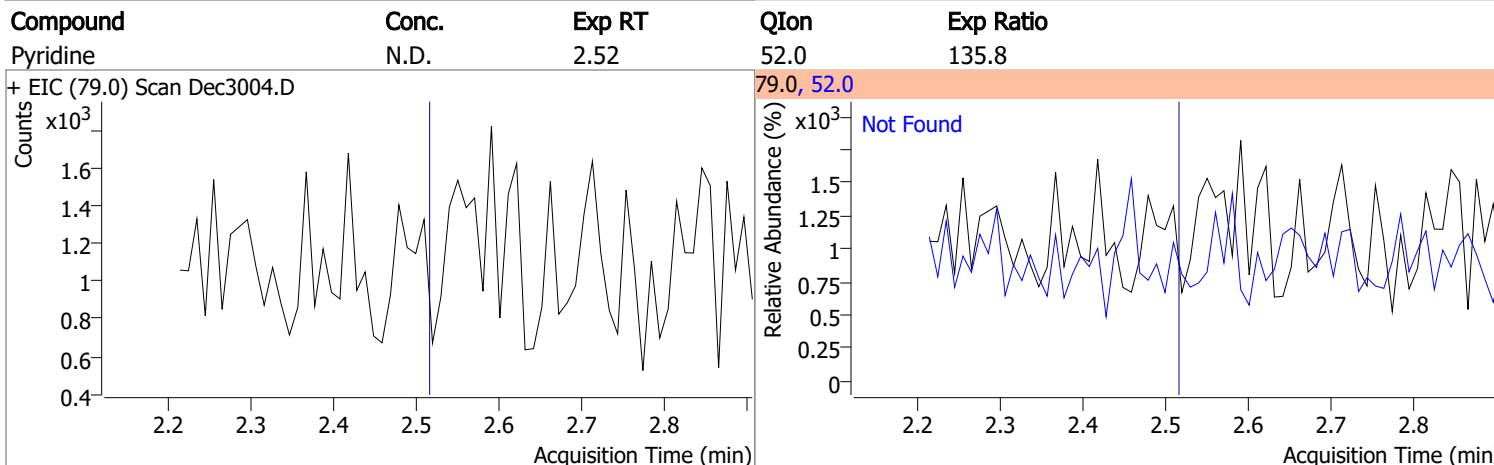 Compound Conc. Exp RT QIon Exp Ratio
Pyridine N.D. 2.52 52.0 135.8
+ EIC (79.0) Scan Dec3004.D
Counts
x10³
1.6
1.4
1.2
1
0.8
0.6
0.4
2.2 2.3 2.4 2.5 2.6 2.7 2.8
Acquisition Time (min)
79.0, 52.0
Relative Abundance (%)
x10³
Not Found
1.5
1.25
1
0.75
0.5
0.25
0
2.2 2.3 2.4 2.5 2.6 2.7 2.8
Acquisition Time (min